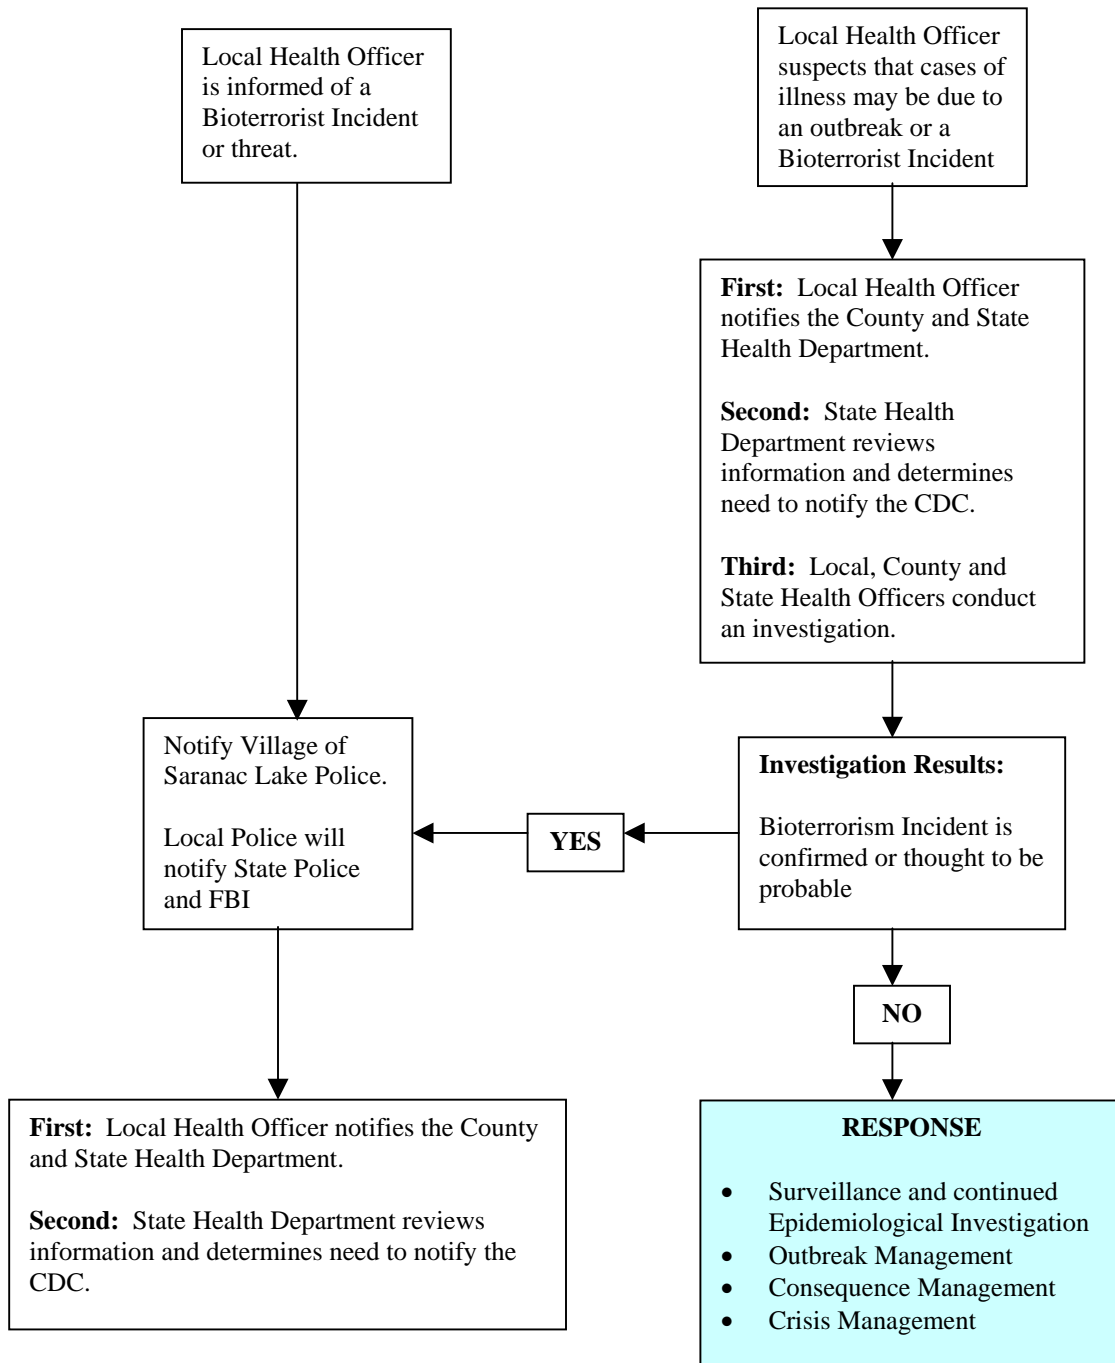 Local Health Officer
is informed of a
Bioterrorist Incident
or threat.
Local Health Officer
suspects that cases of
illness may be due to
an outbreak or a
Bioterrorist Incident
First: Local Health Officer
notifies the County and State
Health Department.
Second: State Health
Department reviews
information and determines
need to notify the CDC.
Third: Local, County and
State Health Officers conduct
an investigation.
Notify Village of
Saranac Lake Police.
Local Police will
notify State Police
and FBI
YES
Investigation Results:
Bioterrorism Incident is
confirmed or thought to be
probable
NO
First: Local Health Officer notifies the County
and State Health Department.
Second: State Health Department reviews
information and determines need to notify the
CDC.
RESPONSE
• Surveillance and continued
Epidemiological Investigation
• Outbreak Management
• Consequence Management
• Crisis Management